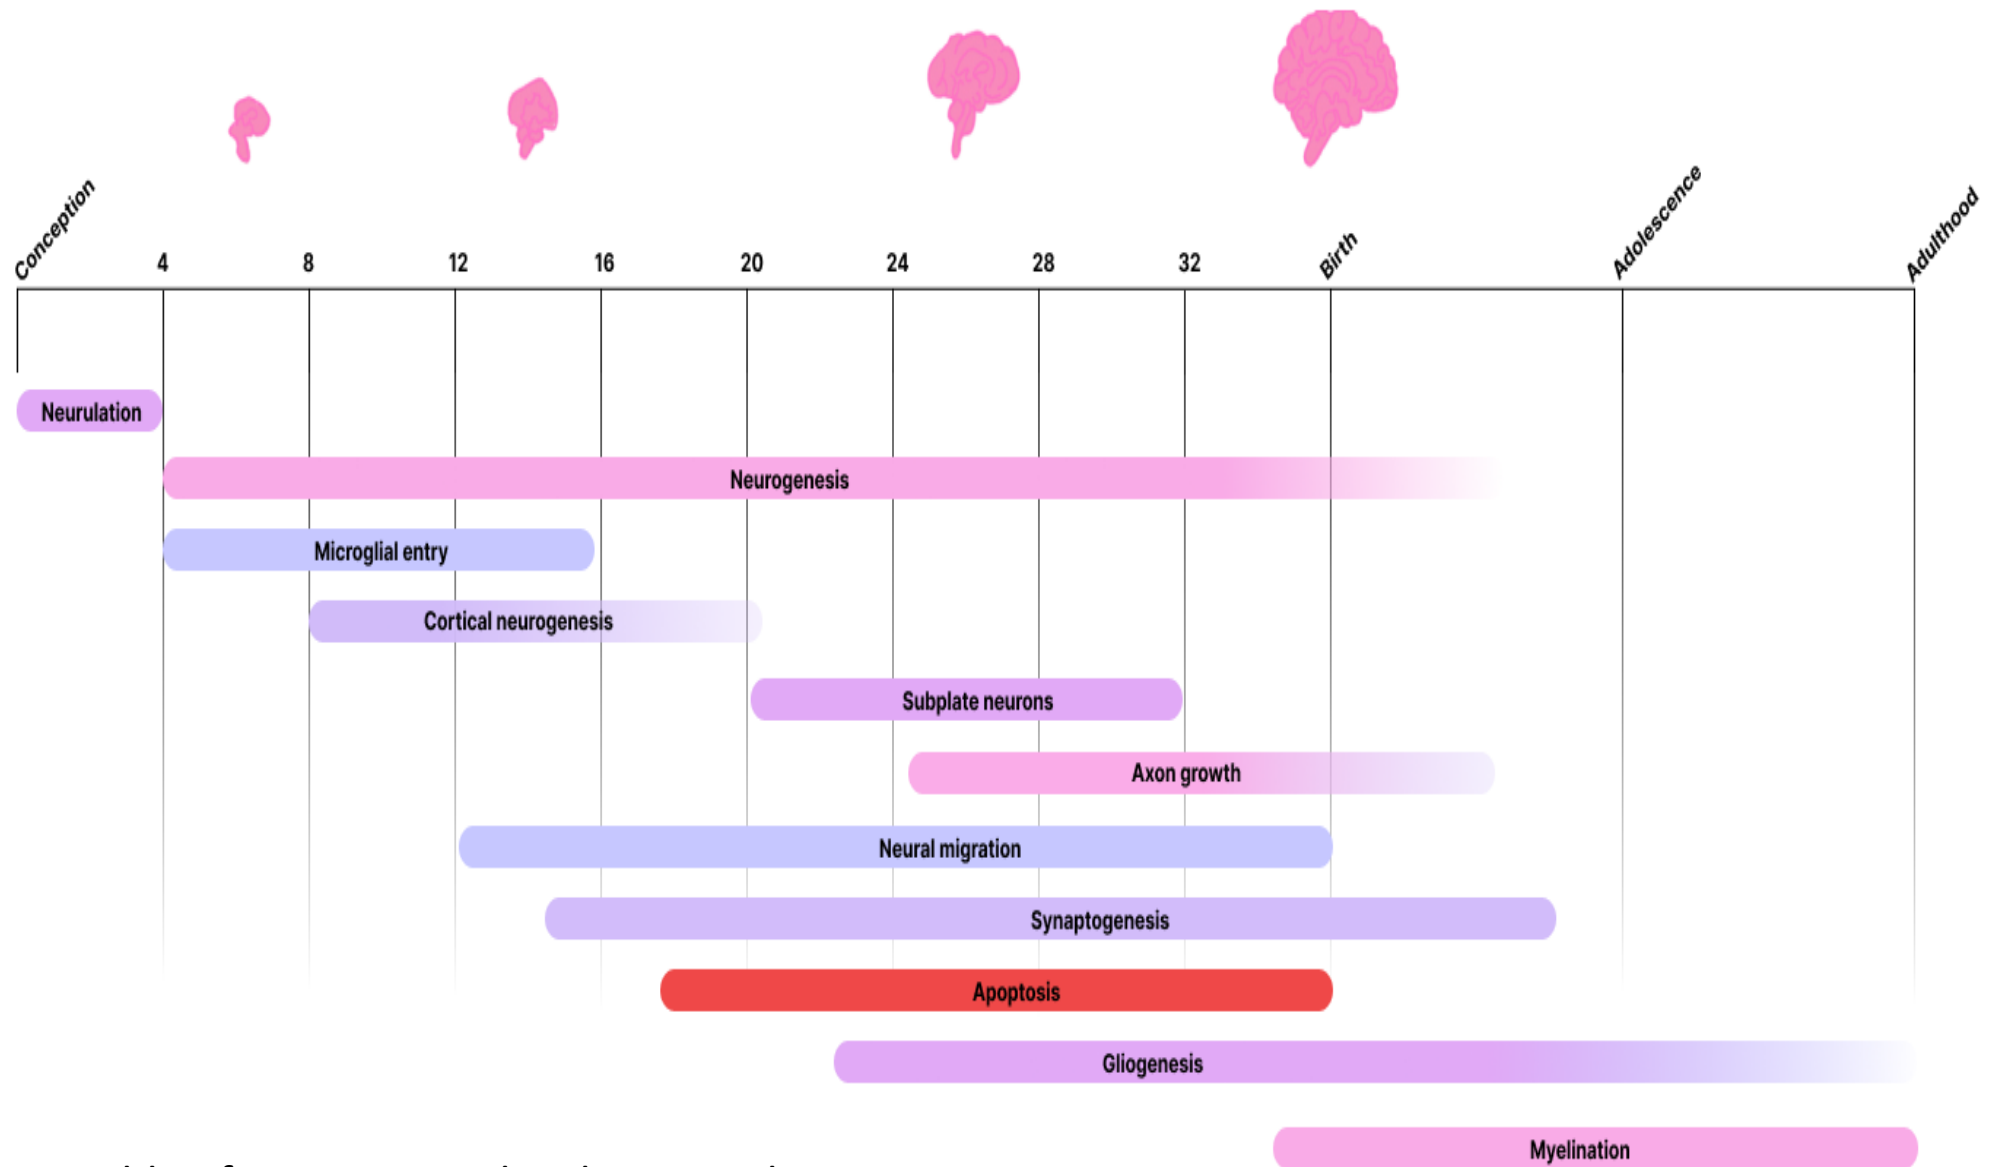 Conception
4 8 12 16 20 24 28 32
Birth
Adolescence
Adulthood
Neurulation
Neurogenesis
Microglial entry
Cortical neurogenesis
Subplate neurons
Axon growth
Neural migration
Synaptogenesis
Apoptosis
Gliogenesis
Myelination